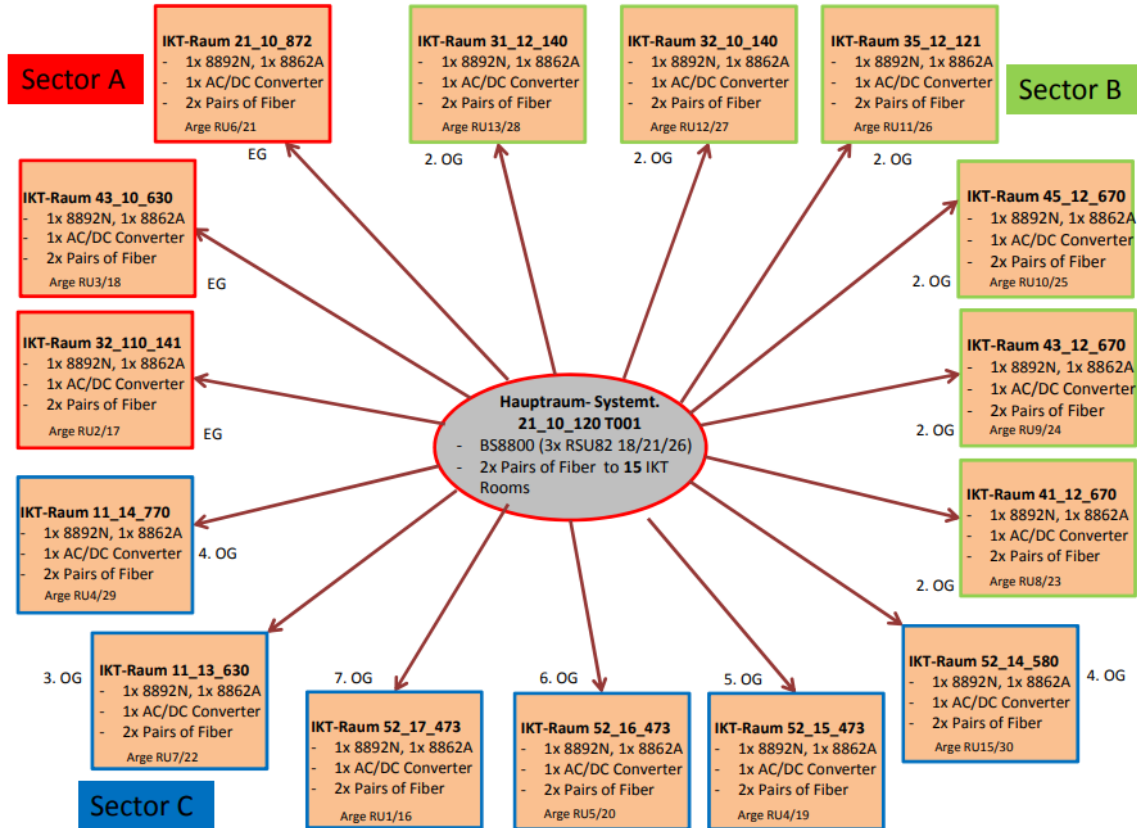 Sector A
IKT-Raum 21_10_872
- 1x 8892N, 1x 8862A
- 1x AC/DC Converter
- 2x Pairs of Fiber
Arge RU6/21
EG
IKT-Raum 31_12_140
- 1x 8892N, 1x 8862A
- 1x AC/DC Converter
- 2x Pairs of Fiber
Arge RU13/28
2. OG
IKT-Raum 32_10_140
- 1x 8892N, 1x 8862A
- 1x AC/DC Converter
- 2x Pairs of Fiber
Arge RU12/27
2. OG
IKT-Raum 35_12_121
- 1x 8892N, 1x 8862A
- 1x AC/DC Converter
- 2x Pairs of Fiber
Arge RU11/26
2. OG
Sector B
IKT-Raum 43_10_630
- 1x 8892N, 1x 8862A
- 1x AC/DC Converter
- 2x Pairs of Fiber
Arge RU3/18
EG
IKT-Raum 45_12_670
- 1x 8892N, 1x 8862A
- 1x AC/DC Converter
- 2x Pairs of Fiber
Arge RU10/25
2. OG
IKT-Raum 32_110_141
- 1x 8892N, 1x 8862A
- 1x AC/DC Converter
- 2x Pairs of Fiber
Arge RU2/17
EG
Hauptraum- Systemt.
21_10_120 T001
- BS8800 (3x RSU82 18/21/26)
- 2x Pairs of Fiber to 15 IKT
Rooms
IKT-Raum 43_12_670
- 1x 8892N, 1x 8862A
- 1x AC/DC Converter
- 2x Pairs of Fiber
Arge RU9/24
2. OG
IKT-Raum 11_14_770
- 1x 8892N, 1x 8862A
- 1x AC/DC Converter
- 2x Pairs of Fiber
Arge RU4/29
4. OG
IKT-Raum 41_12_670
- 1x 8892N, 1x 8862A
- 1x AC/DC Converter
- 2x Pairs of Fiber
Arge RU8/23
2. OG
3. OG
IKT-Raum 11_13_630
- 1x 8892N, 1x 8862A
- 1x AC/DC Converter
- 2x Pairs of Fiber
Arge RU7/22
7. OG
IKT-Raum 52_17_473
- 1x 8892N, 1x 8862A
- 1x AC/DC Converter
- 2x Pairs of Fiber
Arge RU1/16
6. OG
IKT-Raum 52_16_473
- 1x 8892N, 1x 8862A
- 1x AC/DC Converter
- 2x Pairs of Fiber
Arge RU5/20
5. OG
IKT-Raum 52_15_473
- 1x 8892N, 1x 8862A
- 1x AC/DC Converter
- 2x Pairs of Fiber
Arge RU4/19
IKT-Raum 52_14_580
- 1x 8892N, 1x 8862A
- 1x AC/DC Converter
- 2x Pairs of Fiber
Arge RU15/30
4. OG
Sector C